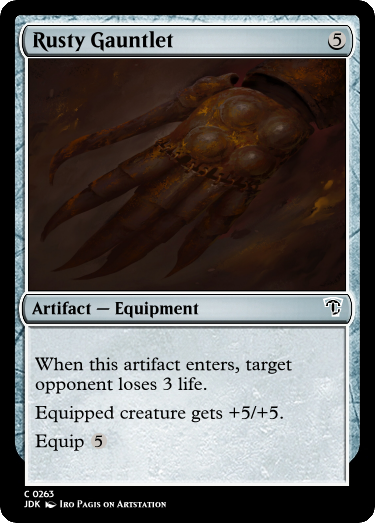 Rusty Gauntlet 5
Artifact — Equipment
When this artifact enters, target
opponent loses 3 life.
Equipped creature gets +5/+5.
Equip 5
C 0263
JDK Iro Pagis on Artstation